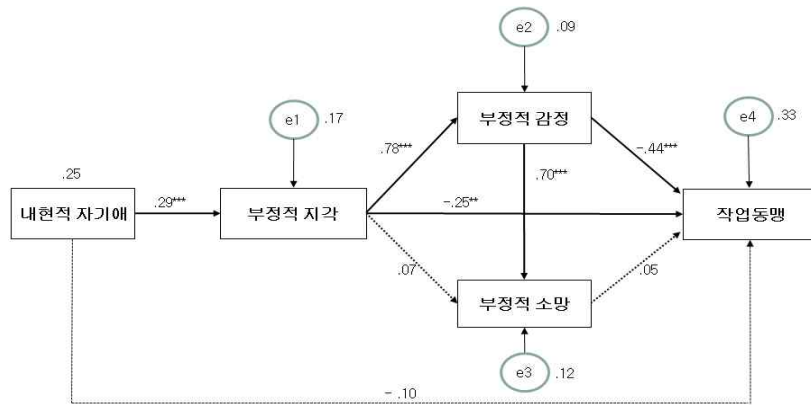 e2 .09
e1 .17
부정적 감정
e4 .33
.78***
-.44***
.25
.70***
내현적 자기애
.29***
부정적 지각
-.25**
작업동맹
.07
.05
부정적 소망
e3 .12
- .10